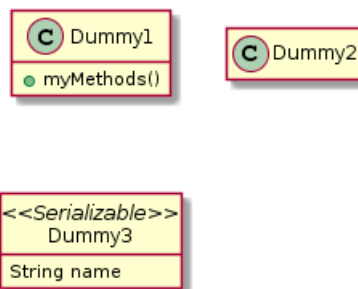 C Dummy1
myMethods()
C Dummy2
<<Serializable>>
Dummy3
String name